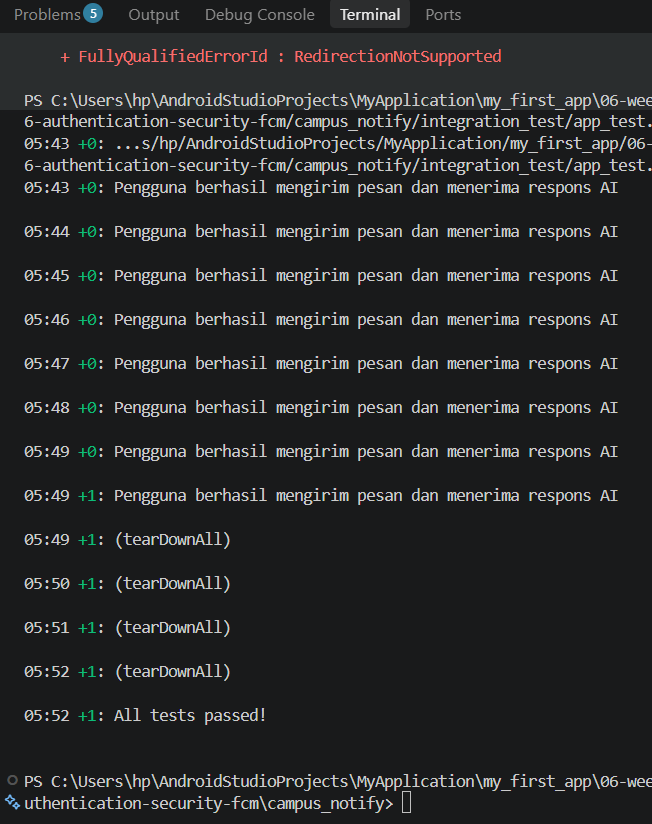 Problems 5 Output Debug Console Terminal Ports
+ FullyQualifiedErrorId : RedirectionNotSupported
PS C:\Users\hp\AndroidStudioProjects\MyApplication\my_first_app\06-wee
6-authentication-security-fcm/campus_notify/integration_test/app_test.
05:43 +0: ...s/hp/AndroidStudioProjects/MyApplication/my_first_app/06-
6-authentication-security-fcm/campus_notify/integration_test/app_test.
05:43 +0: Pengguna berhasil mengirim pesan dan menerima respons AI
05:44 +0: Pengguna berhasil mengirim pesan dan menerima respons AI
05:45 +0: Pengguna berhasil mengirim pesan dan menerima respons AI
05:46 +0: Pengguna berhasil mengirim pesan dan menerima respons AI
05:47 +0: Pengguna berhasil mengirim pesan dan menerima respons AI
05:48 +0: Pengguna berhasil mengirim pesan dan menerima respons AI
05:49 +0: Pengguna berhasil mengirim pesan dan menerima respons AI
05:49 +1: Pengguna berhasil mengirim pesan dan menerima respons AI
05:49 +1: (tearDownAll)
05:50 +1: (tearDownAll)
05:51 +1: (tearDownAll)
05:52 +1: (tearDownAll)
05:52 +1: All tests passed!
PS C:\Users\hp\AndroidStudioProjects\MyApplication\my_first_app\06-wee
uthentication-security-fcm\campus_notify>